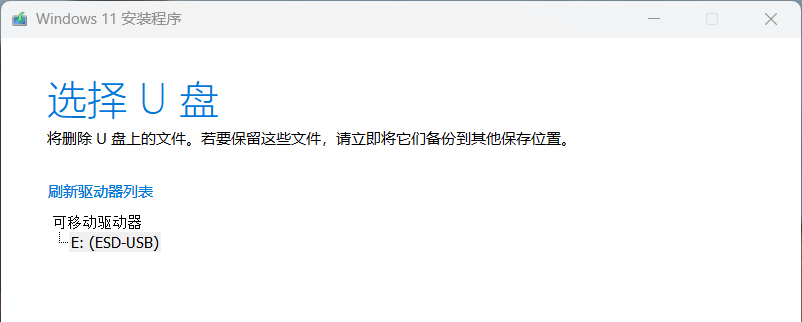 Windows 11 安装程序
选择 U 盘
将删除 U 盘上的文件。若要保留这些文件，请立即将它们备份到其他保存位置。
刷新驱动器列表
可移动驱动器
E: (ESD-USB)